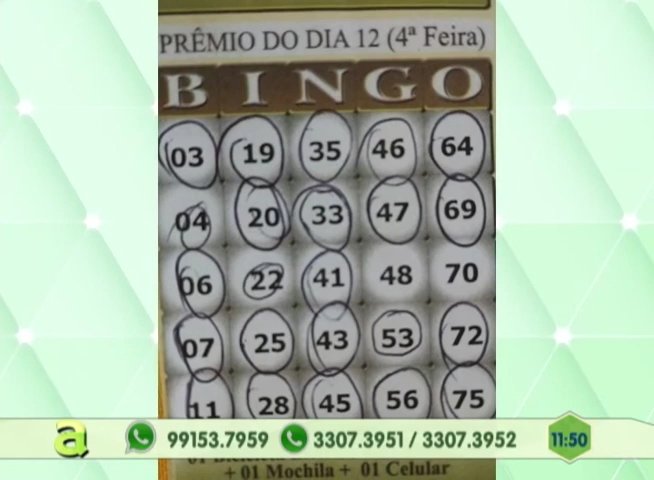 PRÊMIO DO DIA 12 (4ª Feira)
B I N G O
03 19 35 46 64
04 20 33 47 69
06 22 41 48 70
07 25 43 53 72
11 28 45 56 75
a 99153.7959 3307.3951 / 3307.3952 11:50
+ 01 Mochila + 01 Celular